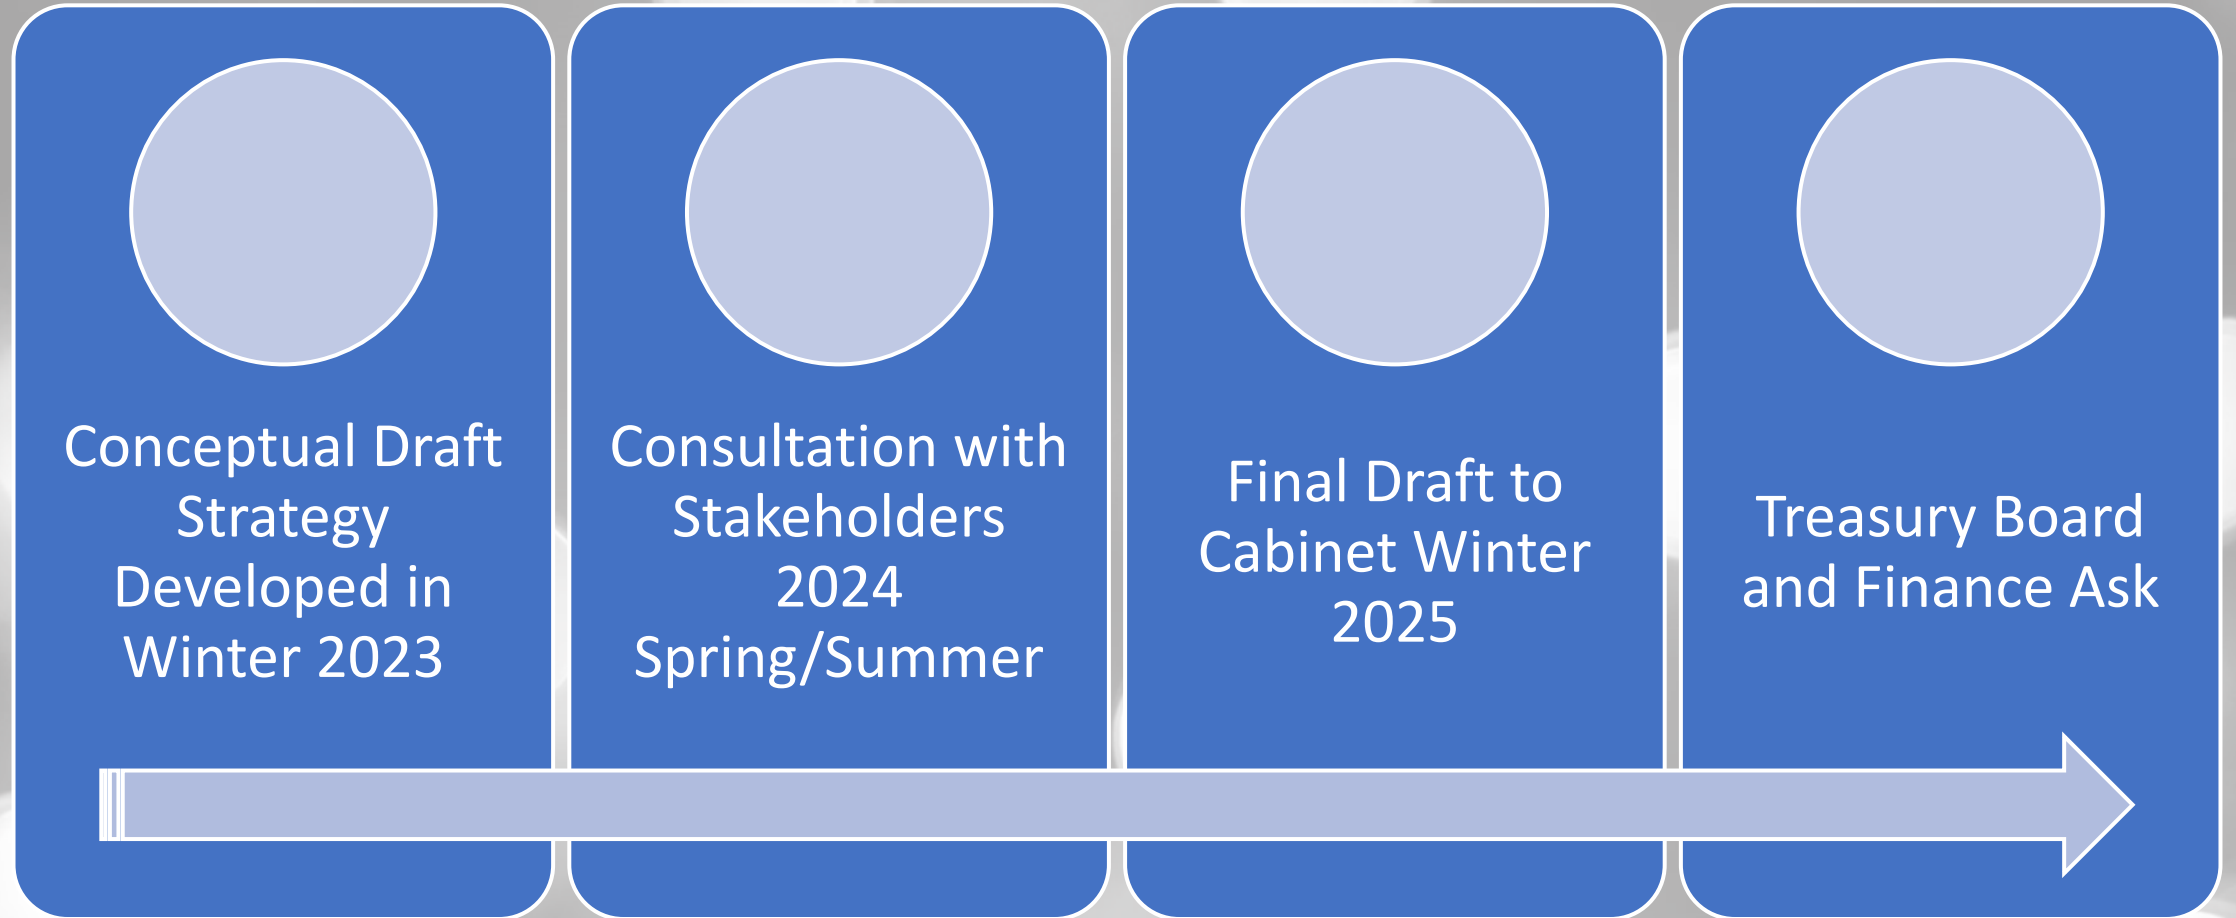 Conceptual Draft
Strategy
Developed in
Winter 2023
Consultation with
Stakeholders
2024
Spring/Summer
Final Draft to
Cabinet Winter
2025
Treasury Board
and Finance Ask